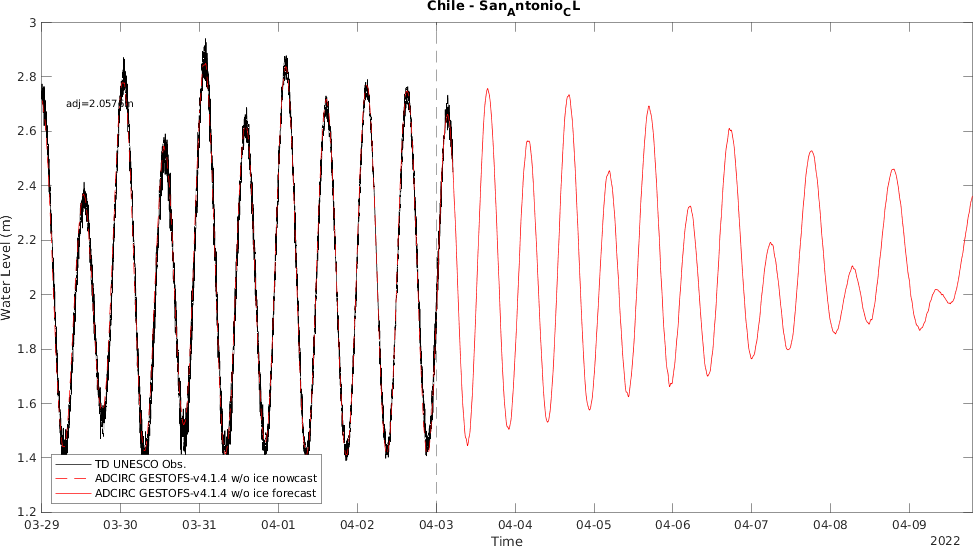 Chile - San_Antonio_CL
3
2.8
adj=2.0576m
2.6
2.4
2.2
2
1.8
1.6
1.4
1.2
Water Level (m)
TD UNESCO Obs.
ADCIRC GESTOFS-v4.1.4 w/o ice nowcast
ADCIRC GESTOFS-v4.1.4 w/o ice forecast
03-29 03-30 03-31 04-01 04-02 04-03 04-04 04-05 04-06 04-07 04-08 04-09
Time
2022